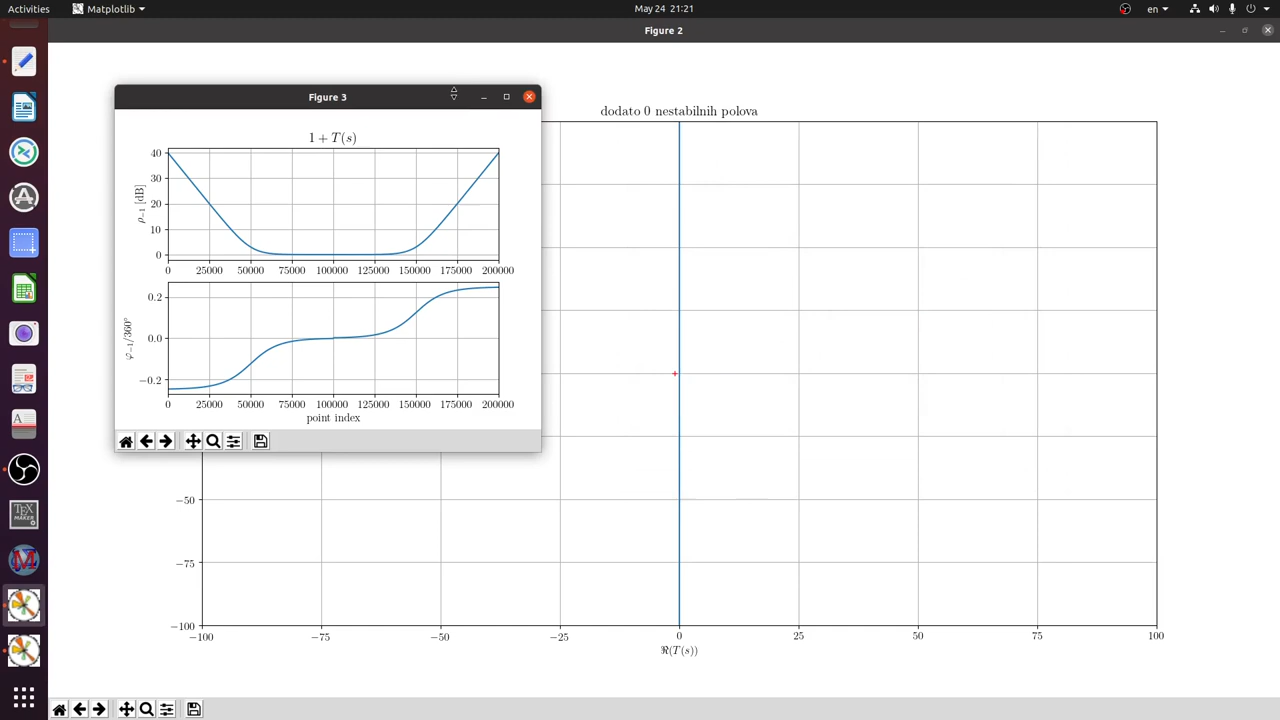 Activities
Matplotlib
May 24 21:21
en
Figure 2
Figure 3
dodato 0 nestabilnih polova
1 + T(s)
40
30
20
10
0
ρ−1 [dB]
0 25000 50000 75000 100000 125000 150000 175000 200000
0.2
0.0
−0.2
φ−1/360°
0 25000 50000 75000 100000 125000 150000 175000 200000
point index
−50
−75
−100
−100 −75 −50 −25 0 25 50 75 100
ℜ(T(s))
TEX
MAKER